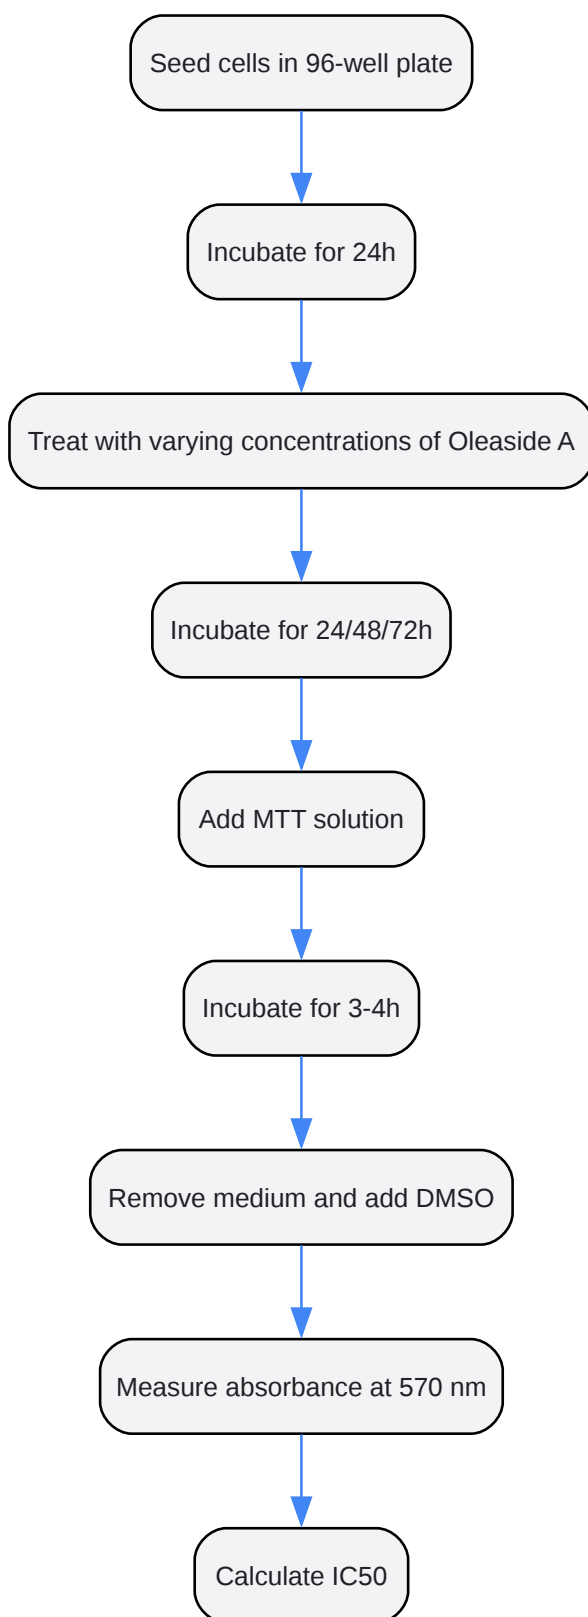 Seed cells in 96-well plate
Incubate for 24h
Treat with varying concentrations of Oleaside A
Incubate for 24/48/72h
Add MTT solution
Incubate for 3-4h
Remove medium and add DMSO
Measure absorbance at 570 nm
Calculate IC50